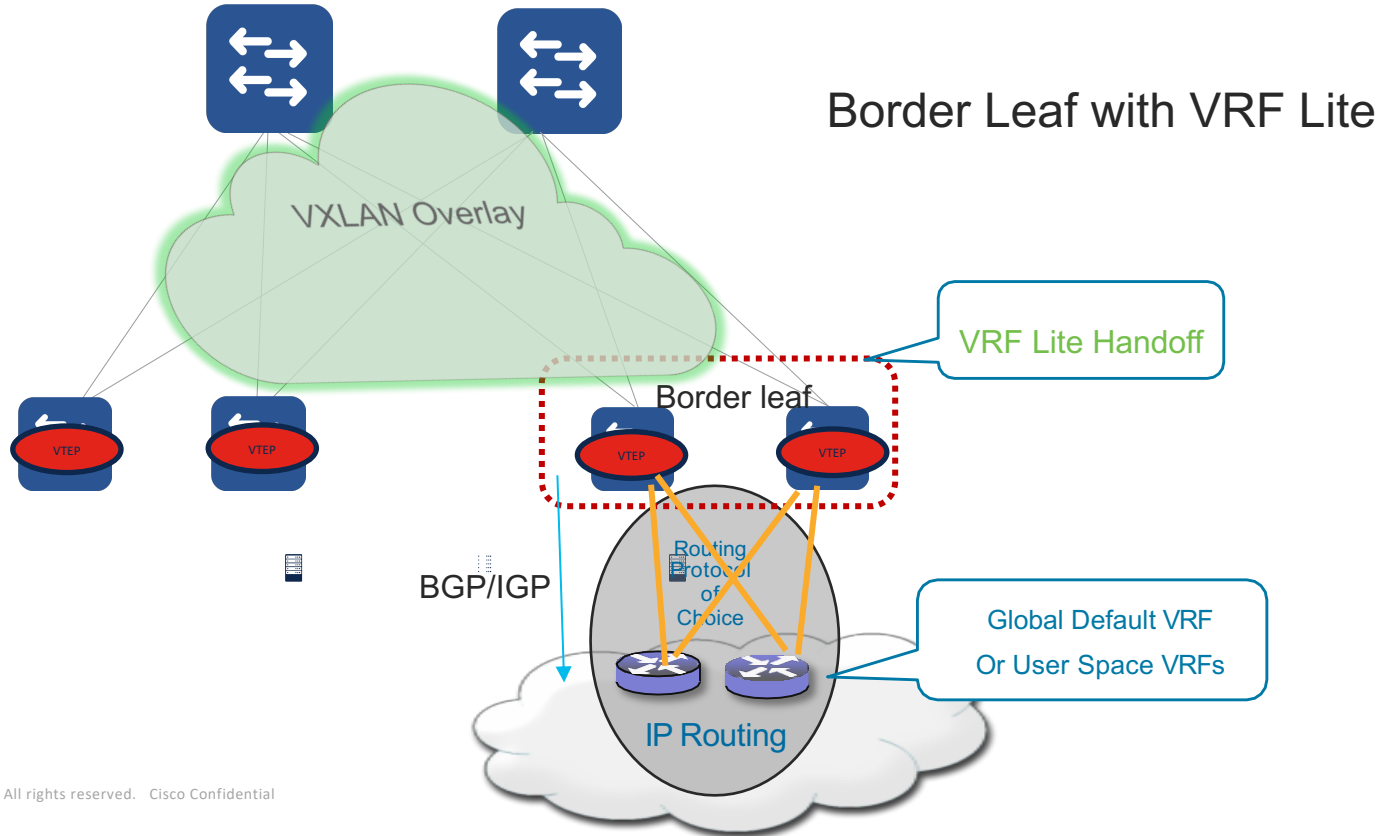 Border Leaf with VRF Lite
VXLAN Overlay
VRF Lite Handoff
Border leaf
VTEP
VTEP
VTEP
VTEP
Routing
Protocol
of
Choice
BGP/IGP
Global Default VRF
Or User Space VRFs
IP Routing
All rights reserved. Cisco Confidential